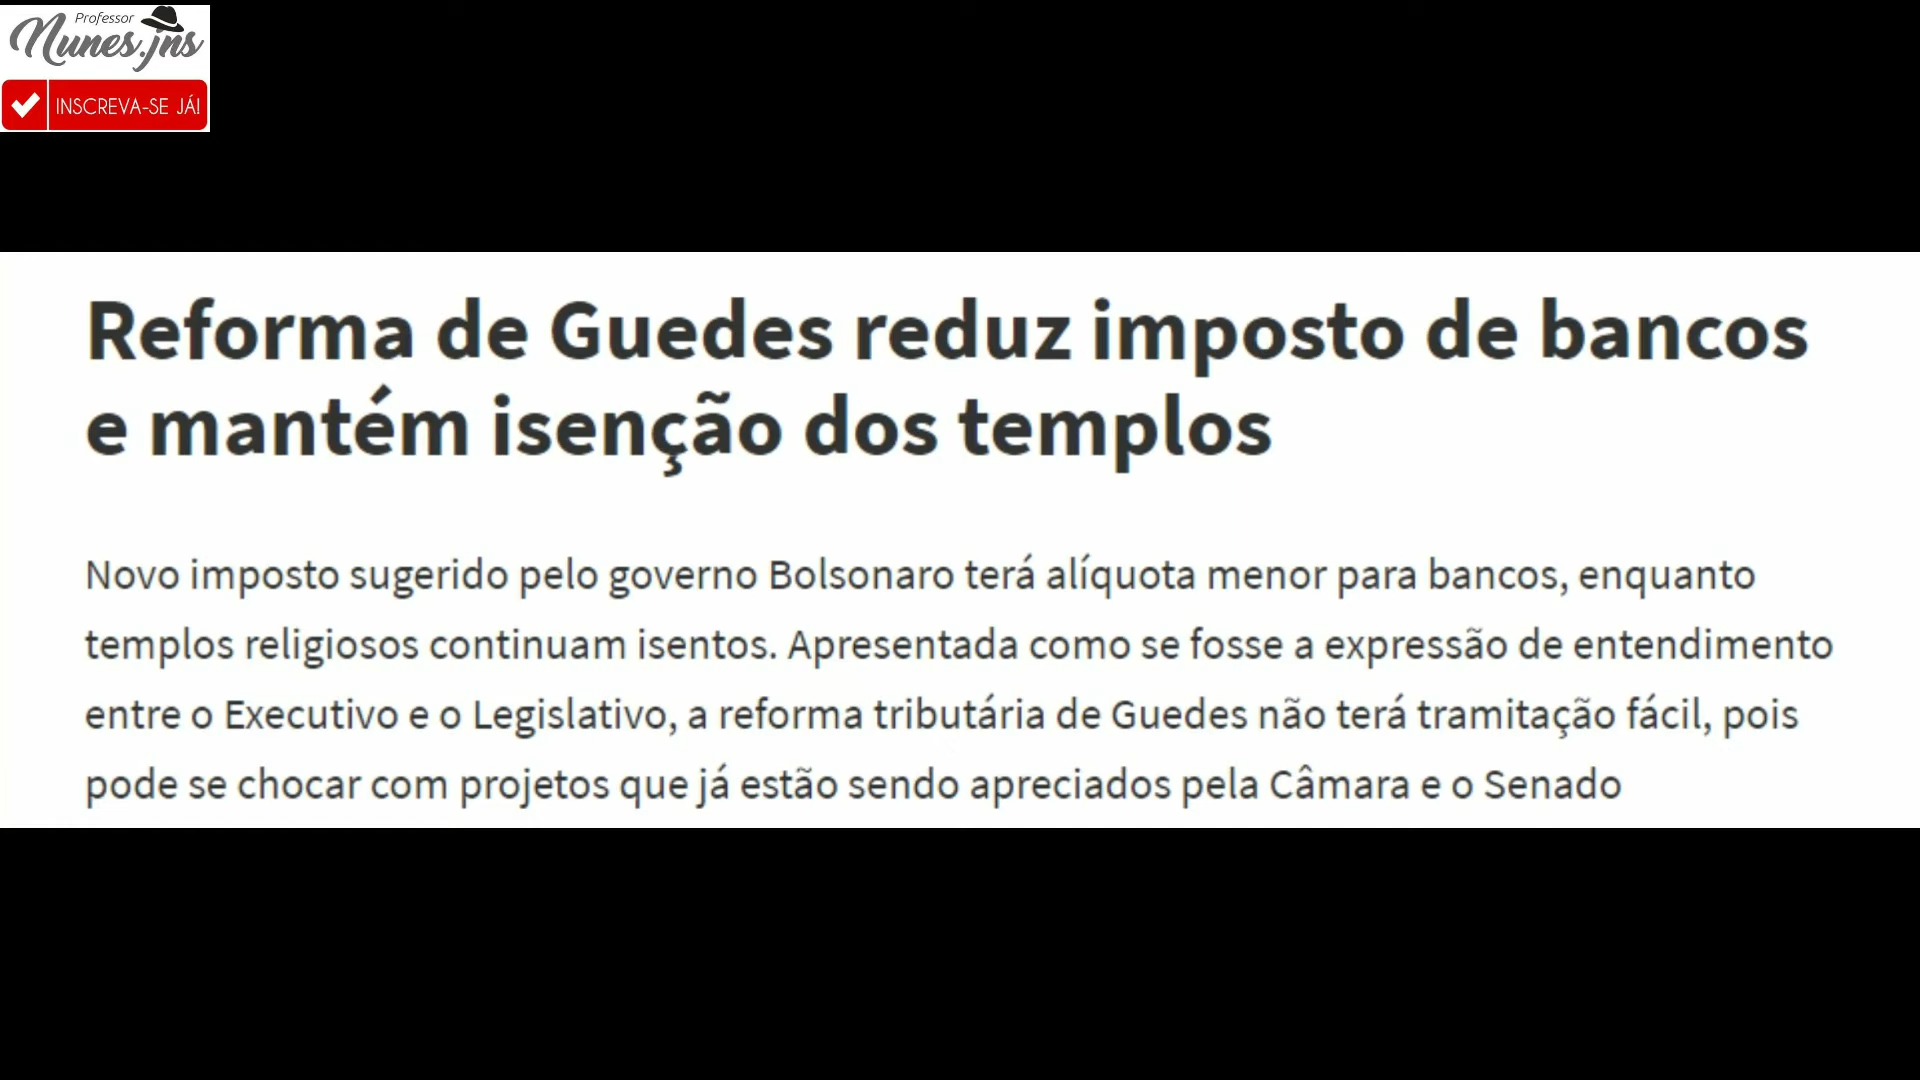 Professor
Nunes.jns
INSCREVA-SE JÁ!
Reforma de Guedes reduz imposto de bancos
e mantém isenção dos templos
Novo imposto sugerido pelo governo Bolsonaro terá alíquota menor para bancos, enquanto
templos religiosos continuam isentos. Apresentada como se fosse a expressão de entendimento
entre o Executivo e o Legislativo, a reforma tributária de Guedes não terá tramitação fácil, pois
pode se chocar com projetos que já estão sendo apreciados pela Câmara e o Senado